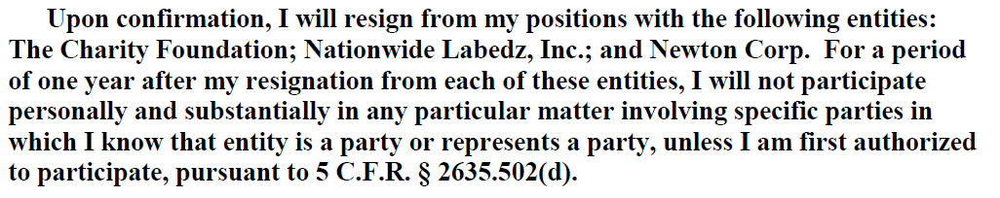 Upon confirmation, I will resign from my positions with the following entities:
The Charity Foundation; Nationwide Labedz, Inc.; and Newton Corp.  For a period
of one year after my resignation from each of these entities, I will not participate
personally and substantially in any particular matter involving specific parties in
which I know that entity is a party or represents a party, unless I am first authorized
to participate, pursuant to 5 C.F.R. § 2635.502(d).